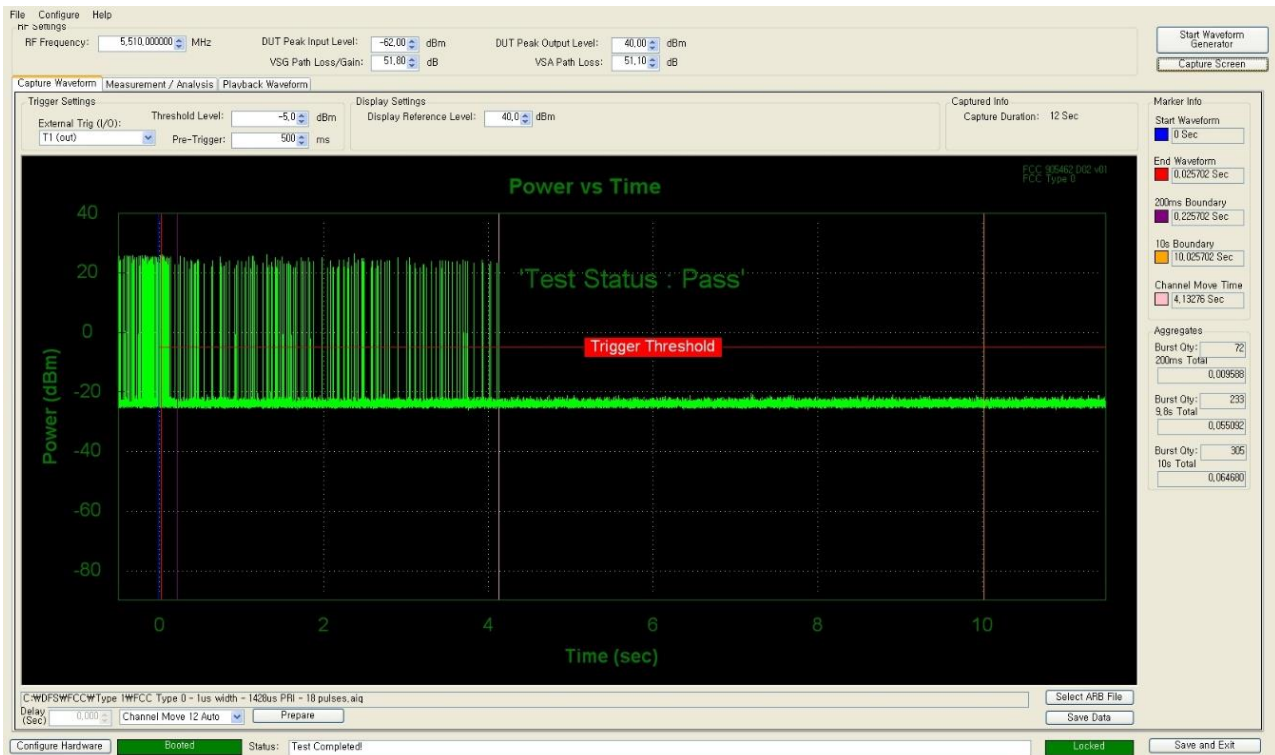 File Configure Help
RF Settings
RF Frequency: 5,510,000000 MHz
DUT Peak Input Level: -62,00 dBm
DUT Peak Output Level: 40,00 dBm
VSG Path Loss/Gain: 51,80 dB
VSA Path Loss: 51,10 dB
Start Waveform
Generator
Capture Screen
Capture Waveform Measurement / Analysis Playback Waveform
Trigger Settings
External Trig (I/O):
T1 (out)
Threshold Level: -5,0 dBm
Pre-Trigger: 500 ms
Display Settings
Display Reference Level: 40,0 dBm
Captured Info
Capture Duration: 12 Sec
Marker Info
Start Waveform
0 Sec
End Waveform
0,025702 Sec
200ms Boundary
0,225702 Sec
10s Boundary
10,025702 Sec
Channel Move Time
4,13276 Sec
Aggregates
Burst Qty: 72
200ms Total
0,009588
Burst Qty: 233
9,8s Total
0,055092
Burst Qty: 305
10s Total
0,064680
FCC 905462 D02 v01
FCC Type 0
Power vs Time
'Test Status : Pass'
Trigger Threshold
Power (dBm)
40
20
0
-20
-40
-60
-80
0 2 4 6 8 10
Time (sec)
C:₩DFS₩FCC₩Type 1₩FCC Type 0 - 1us width - 1428us PRI - 18 pulses,aiq
Select ARB File
Delay
(Sec) 0,000 Channel Move 12 Auto Prepare
Save Data
Configure Hardware Booted Status: Test Completed! Locked Save and Exit